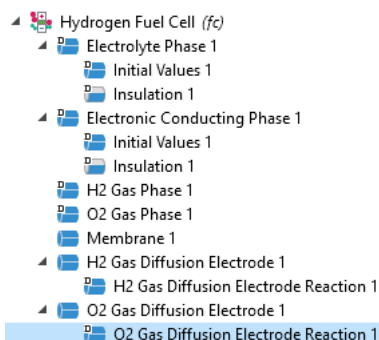 Hydrogen Fuel Cell (fc)
D Electrolyte Phase 1
D Initial Values 1
D Insulation 1
D Electronic Conducting Phase 1
D Initial Values 1
D Insulation 1
D H2 Gas Phase 1
D O2 Gas Phase 1
Membrane 1
H2 Gas Diffusion Electrode 1
D H2 Gas Diffusion Electrode Reaction 1
O2 Gas Diffusion Electrode 1
D O2 Gas Diffusion Electrode Reaction 1